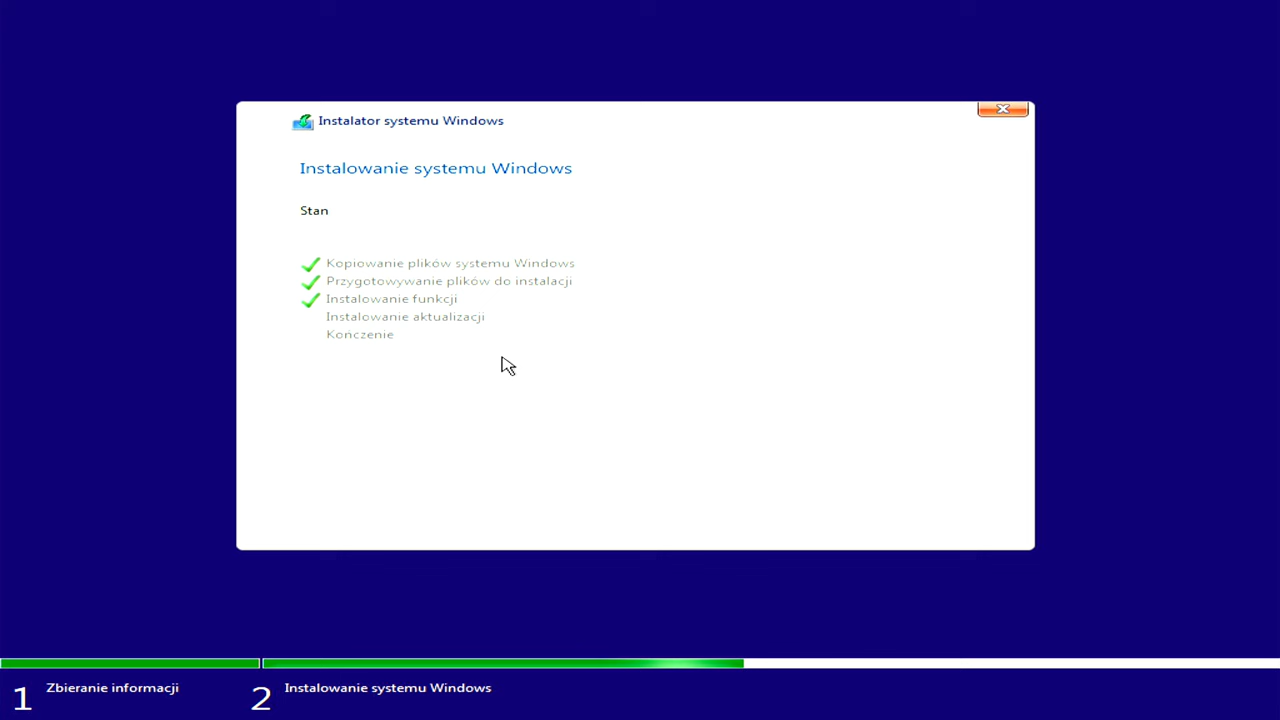 Instalator systemu Windows
Instalowanie systemu Windows
Stan
Kopiowanie plików systemu Windows
Przygotowywanie plików do instalacji
Instalowanie funkcji
Instalowanie aktualizacji
Kończenie
1 Zbieranie informacji
2 Instalowanie systemu Windows